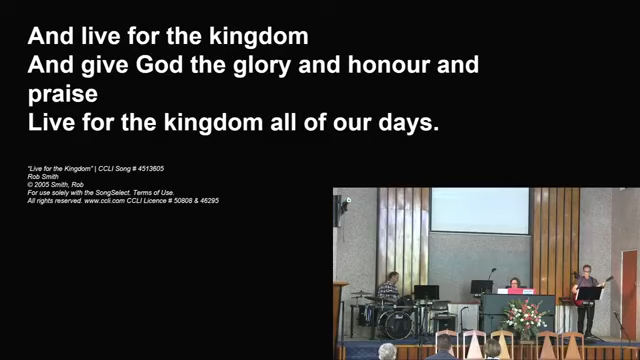 And live for the kingdom
And give God the glory and honour and
praise
Live for the kingdom all of our days.
"Live for the Kingdom" | CCLI Song # 4513605
Rob Smith
© 2005 Smith, Rob
For use solely with the SongSelect. Terms of Use.
All rights reserved. www.ccli.com CCLI Licence # 50808 & 46295